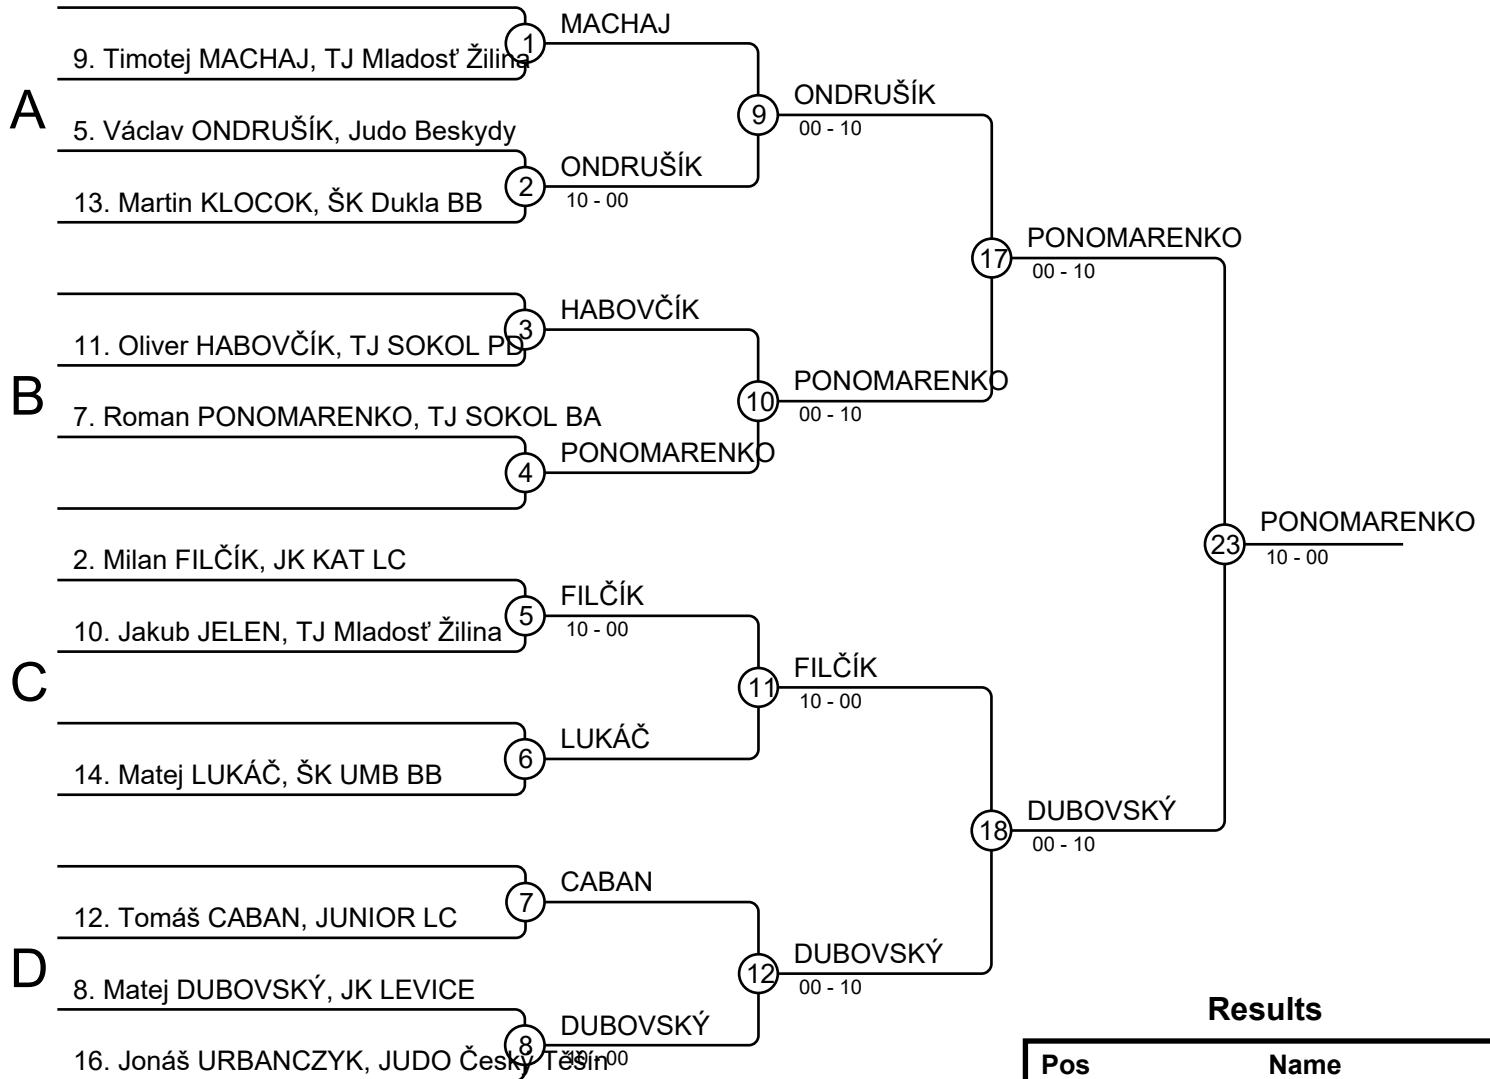 MACHAJ
1
9. Timotej MACHAJ, TJ Mladosť Žilina
A
ONDRUŠÍK
9
00 - 10
5. Václav ONDRUŠÍK, Judo Beskydy
ONDRUŠÍK
2
10 - 00
13. Martin KLOCOK, ŠK Dukla BB
PONOMARENKO
17
00 - 10
HABOVČÍK
3
11. Oliver HABOVČÍK, TJ SOKOL PD
B
PONOMARENKO
10
00 - 10
7. Roman PONOMARENKO, TJ SOKOL BA
PONOMARENKO
4
PONOMARENKO
23
10 - 00
2. Milan FILČÍK, JK KAT LC
FILČÍK
5
10 - 00
10. Jakub JELEN, TJ Mladosť Žilina
C
FILČÍK
11
10 - 00
LUKÁČ
6
14. Matej LUKÁČ, ŠK UMB BB
DUBOVSKÝ
18
00 - 10
CABAN
7
12. Tomáš CABAN, JUNIOR LC
D
DUBOVSKÝ
12
00 - 10
8. Matej DUBOVSKÝ, JK LEVICE
DUBOVSKÝ
8
10 - 00
16. Jonáš URBANCZYK, JUDO Český Těšín
Results
Pos Name